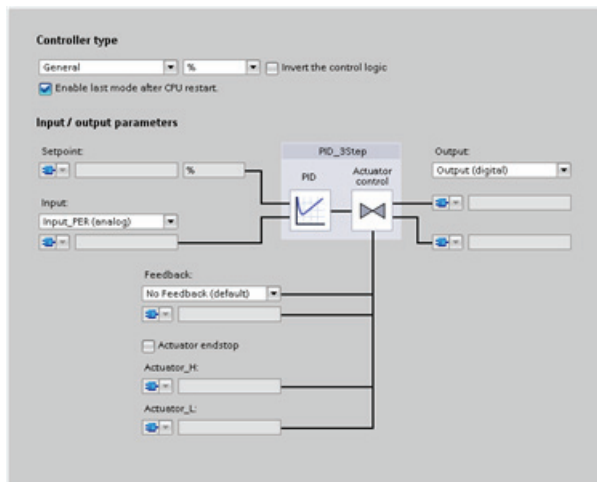 Controller type
General % Invert the control logic
Enable last mode after CPU restart.
Input / output parameters
Setpoint: PID_3Step Output:
% PID Actuator control Output (digital)
Input:
Input_PER (analog)
Feedback:
No Feedback (default)
Actuator endstop
Actuator_H:
Actuator_L: